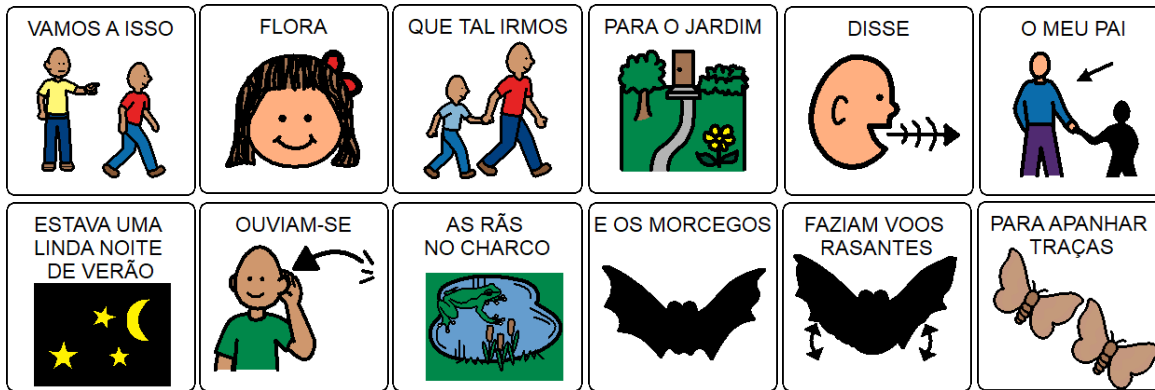 VAMOS A ISSO
FLORA
QUE TAL IRMOS
PARA O JARDIM
DISSE
O MEU PAI
ESTAVA UMA
LINDA NOITE
DE VERÃO
OUVIAM-SE
AS RÃS
NO CHARCO
E OS MORCEGOS
FAZIAM VOOS
RASANTES
PARA APANHAR
TRAÇAS